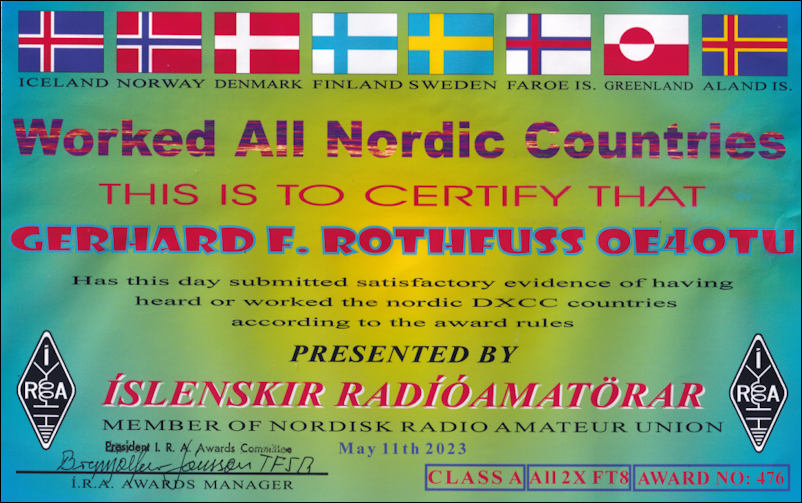 ICELAND NORWAY DENMARK FINLAND SWEDEN FAROE IS. GREENLAND ALAND IS.
Worked All Nordic Countries
THIS IS TO CERTIFY THAT
GERHARD F. ROTHFUSS OE4OTU
Has this day submitted satisfactory evidence of having
heard or worked the nordic DXCC countries
according to the award rules
PRESENTED BY
ÍSLENSKIR RADÍÓAMATÖRAR
MEMBER OF NORDISK RADIO AMATEUR UNION
President I. R. A. Awards Committee
May 11th 2023
Í.R.A. AWARDS MANAGER
CLASS A All 2X FT8 AWARD NO: 476
Í
R A
H
Í
R A
H